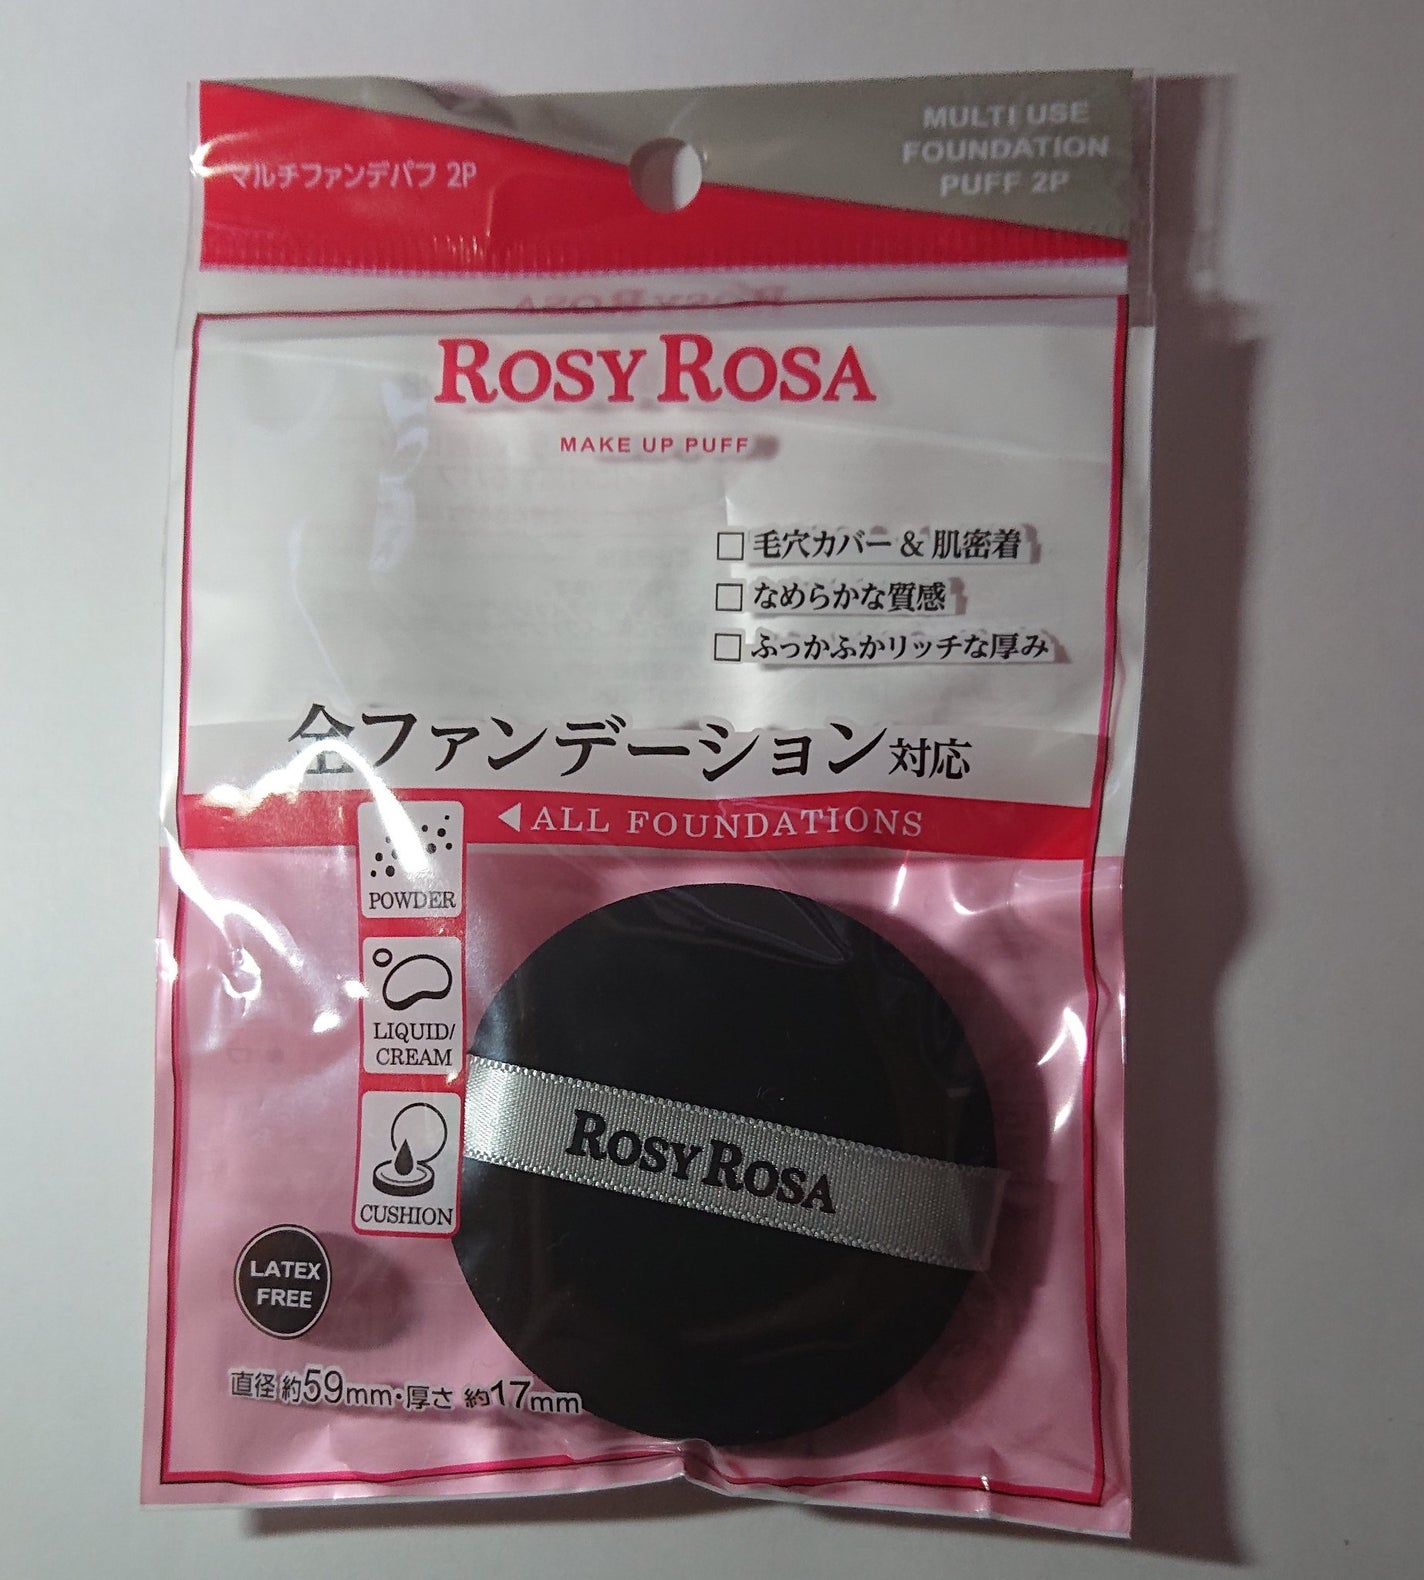 マルチファンデパフ 2P
MULTI USE
FOUNDATION
PUFF 2P
ROSY ROSA
MAKE UP PUFF
□ 毛穴カバー & 肌密着
□ なめらかな質感
□ ふっかふかリッチな厚み
全ファンデーション対応
◀ALL FOUNDATIONS
POWDER
LIQUID/
CREAM
CUSHION
ROSY ROSA
LATEX
FREE
直径 約59mm・厚さ 約17mm